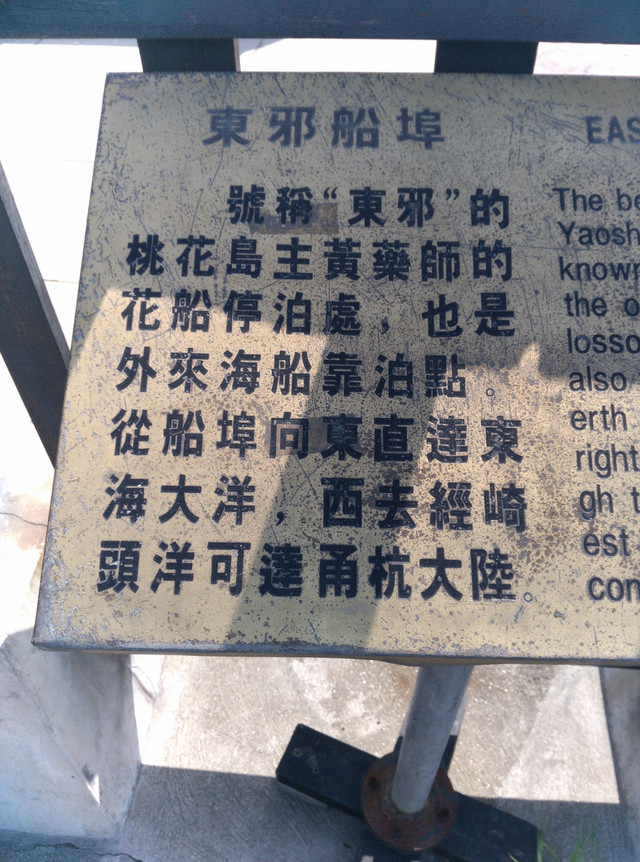 東邪船埠
號稱“東邪”的
桃花島主黃藥師的
花船停泊處，也是
外來海船靠泊點。
從船埠向東直達東
海大洋，西去經崎
頭洋可達甬杭大陸。
EAS
The be
Yaosh
known
the o
losso
also
erth
right
gh t
est
con